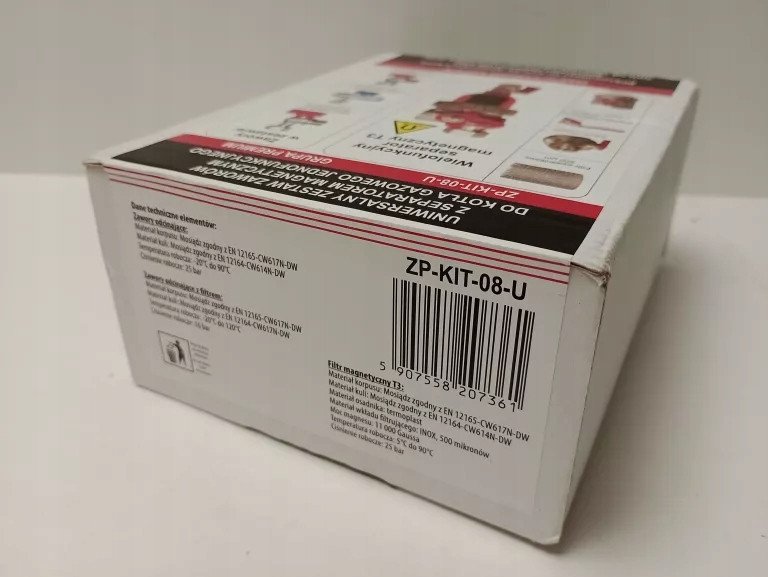 UNIWERSALNY ZESTAW ZAWORÓW
Z SEPARATOREM MAGNETYCZNYM
DO KOTŁA GAZOWEGO JEDNOFUNKCYJNEGO
GRUPA PREMIUM
ZP-KIT-08-U
Wielofunkcyjny
separator
magnetyczny T3
Zawory
Dane techniczne elementów:
Zawory odcinające:
Materiał korpusu: Mosiądz zgodny z EN 12165-CW617N-DW
Materiał kuli: Mosiądz zgodny z EN 12164-CW614N-DW
Temperatura robocza: -20°C do 90°C
Ciśnienie robocze: 25 bar
Zawory odcinające z filtrem:
Materiał korpusu: Mosiądz zgodny z EN 12165-CW617N-DW
Materiał kuli: Mosiądz zgodny z EN 12164-CW617N-DW
Temperatura robocza: -20°C do 120°C
Ciśnienie robocze: 16 bar
ZP-KIT-08-U
5 907558 207361
Filtr magnetyczny T3:
Materiał korpusu: Mosiądz zgodny z EN 12165-CW617N-DW
Materiał kuli: Mosiądz zgodny z EN 12164-CW614N-DW
Materiał osadnika: termoplast
Materiał wkładu filtrującego: INOX, 500 mikronów
Moc magnesu: 11 000 Gaussa
Temperatura robocza: 5°C do 90°C
Ciśnienie robocze: 25 bar